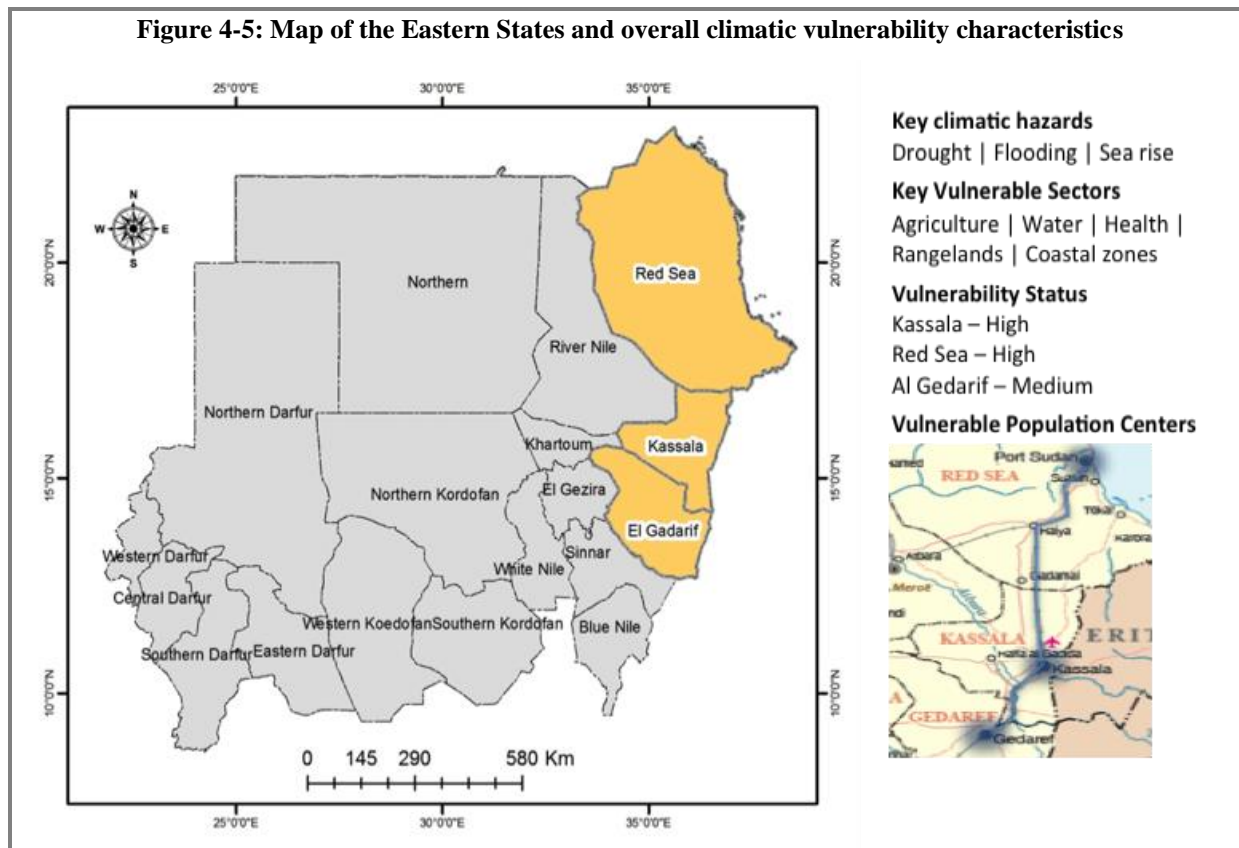 Figure 4-5: Map of the Eastern States and overall climatic vulnerability characteristics
25°0'0"E 30°0'0"E 35°0'0"E
N
W E
S
20°0'0"N
20°0'0"N
15°0'0"N
15°0'0"N
10°0'0"N
10°0'0"N
Red Sea
Northern
River Nile
Northern Darfur
Khartoum
Kassala
Northern Kordofan
El Gezira
El Gadarif
Western Darfur
Sinnar
White Nile
Central Darfur
Western Koedofan
Southern Kordofan
Blue Nile
Southern Darfur
Eastern Darfur
0 145 290 580 Km
25°0'0"E 30°0'0"E 35°0'0"E
Key climatic hazards
Drought | Flooding | Sea rise
Key Vulnerable Sectors
Agriculture | Water | Health |
Rangelands | Coastal zones
Vulnerability Status
Kassala – High
Red Sea – High
Al Gedarif – Medium
Vulnerable Population Centers
Port Sudan
RED SEA
Haiya
Meroë
KASSALA
ERIT
Kassala
GEDAREF
Gedaref